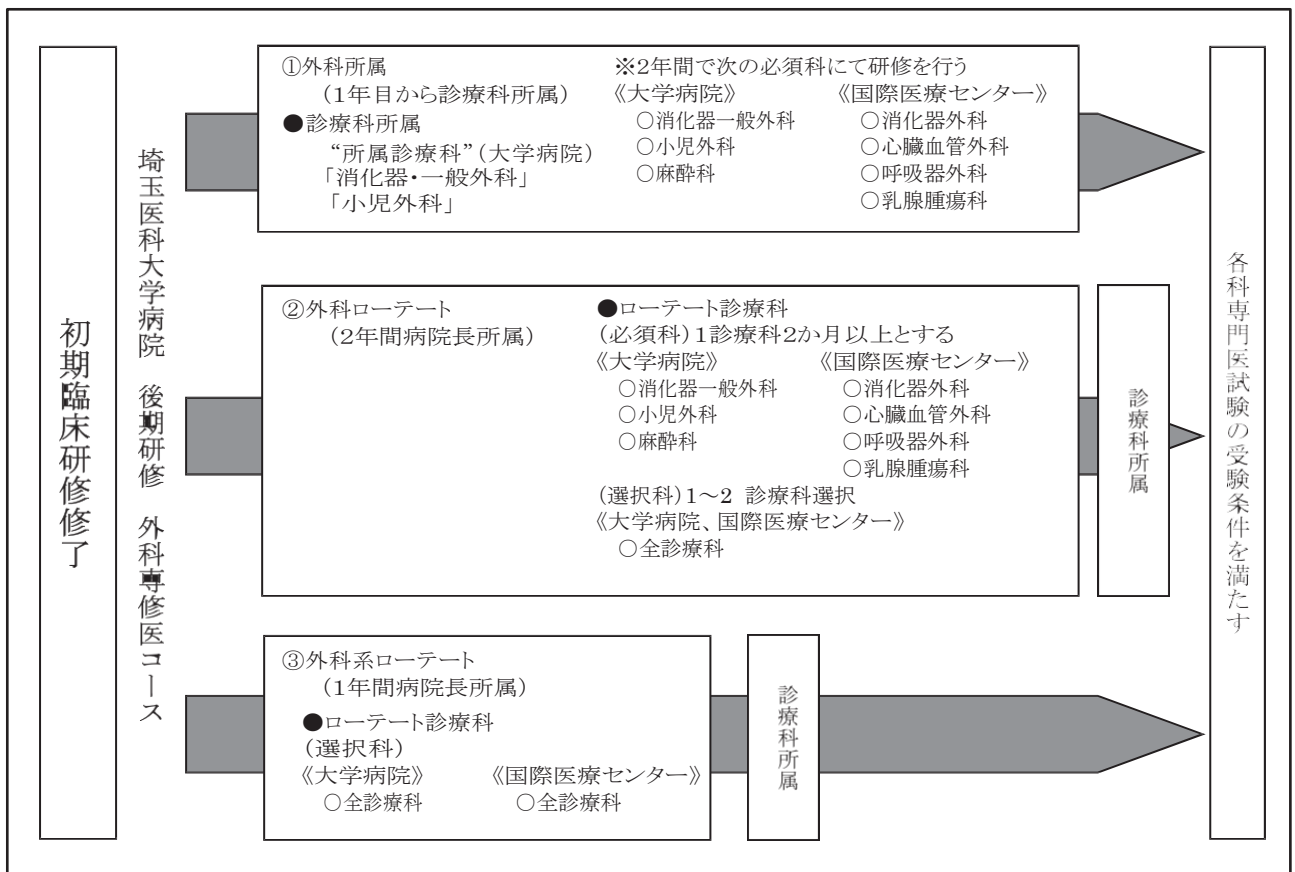 初期臨床研修修了
埼玉医科大学病院 後期研修 外科専修医コース
①外科所属
(1年目から診療科所属)
●診療科所属
“所属診療科”(大学病院)
「消化器・一般外科」
「小児外科」
※2年間で次の必須科にて研修を行う
《大学病院》
○消化器一般外科
○小児外科
○麻酔科
《国際医療センター》
○消化器外科
○心臓血管外科
○呼吸器外科
○乳腺腫瘍科
②外科ローテート
(2年間病院長所属)
●ローテート診療科
(必須科)1診療科2か月以上とする
《大学病院》
○消化器一般外科
○小児外科
○麻酔科
《国際医療センター》
○消化器外科
○心臓血管外科
○呼吸器外科
○乳腺腫瘍科
(選択科)1～2 診療科選択
《大学病院、国際医療センター》
○全診療科
診療科所属
③外科系ローテート
(1年間病院長所属)
●ローテート診療科
(選択科)
《大学病院》
○全診療科
《国際医療センター》
○全診療科
診療科所属
各科専門医試験の受験条件を満たす